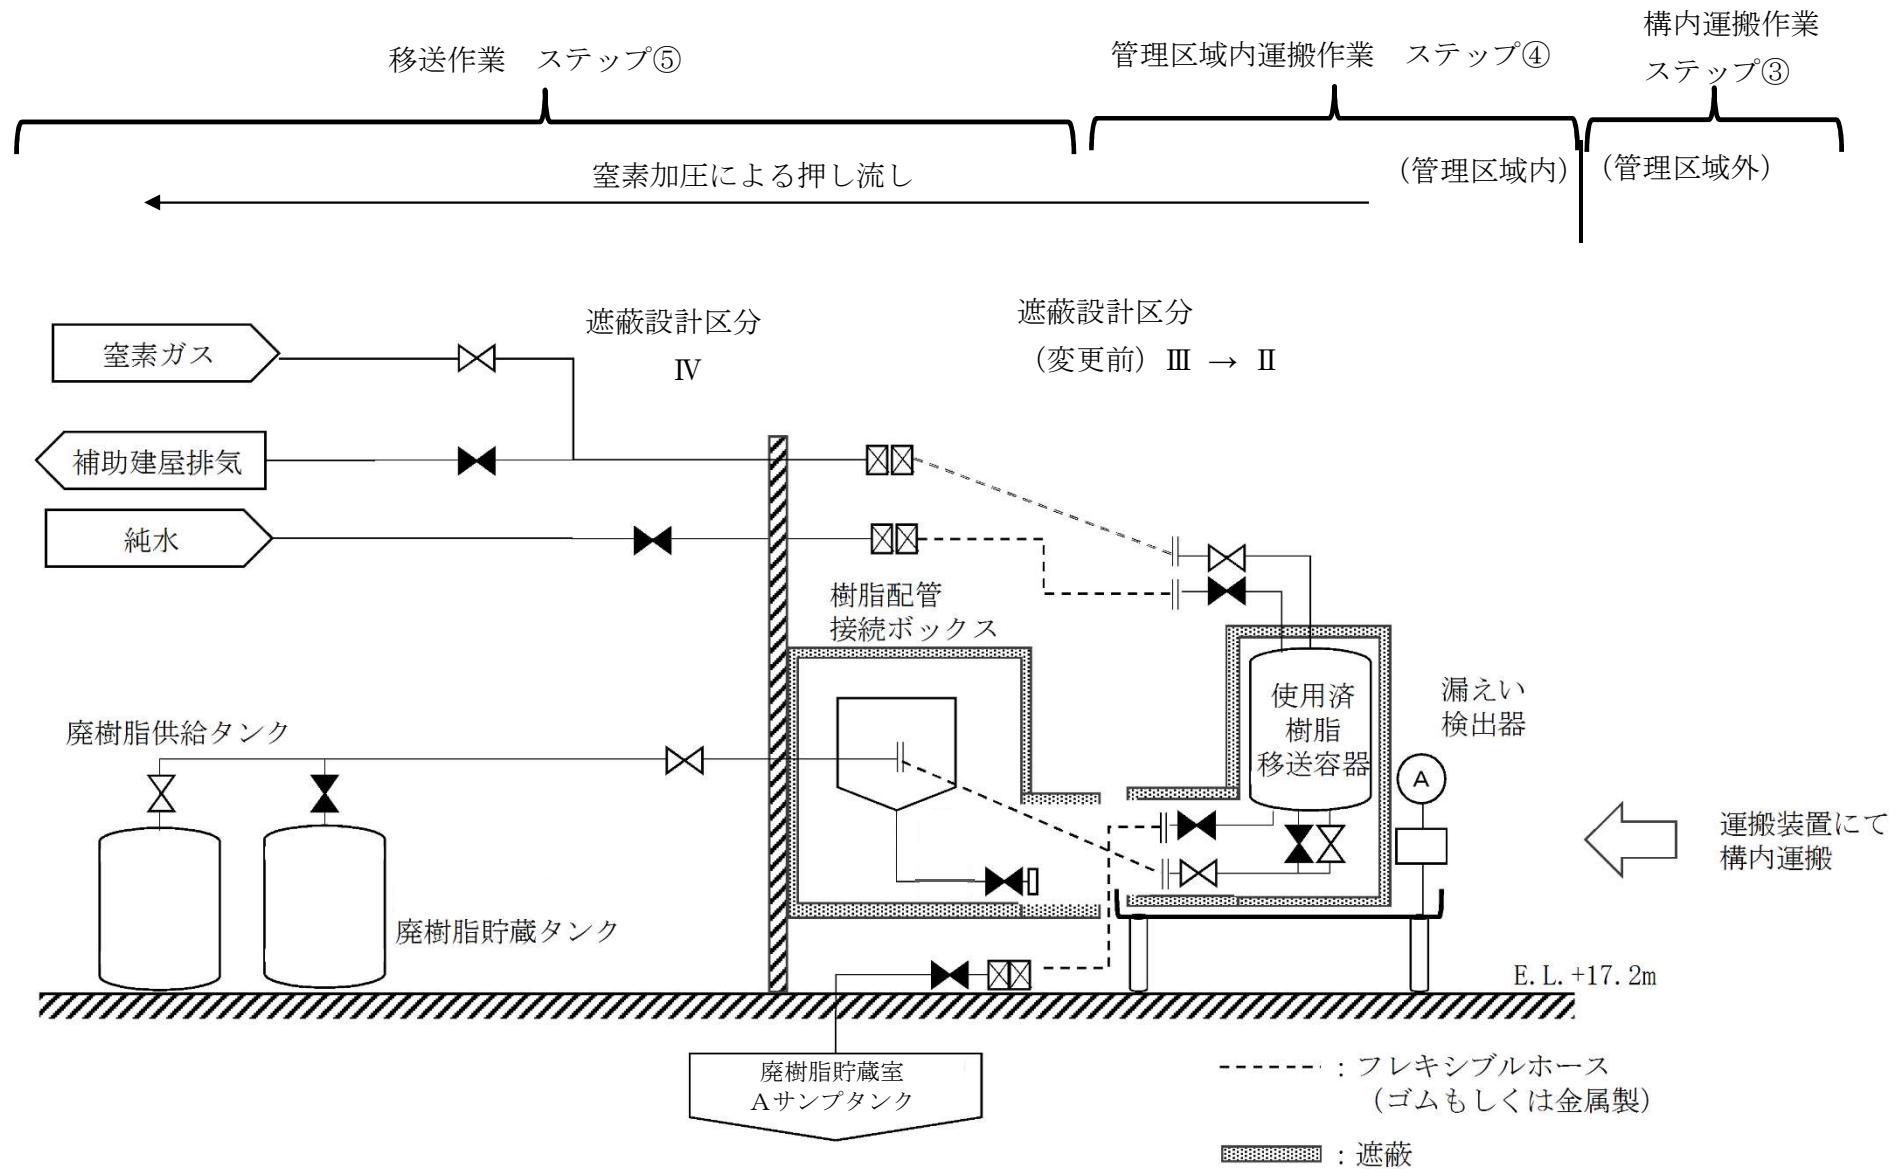 構内運搬作業
ステップ③
管理区域内運搬作業　ステップ④
移送作業　ステップ⑤
窒素加圧による押し流し
（管理区域内）
（管理区域外）
遮蔽設計区分
Ⅳ
遮蔽設計区分
（変更前）Ⅲ → Ⅱ
窒素ガス
補助建屋排気
純水
樹脂配管
接続ボックス
使用済
樹脂
移送容器
漏えい
検出器
A
廃樹脂供給タンク
廃樹脂貯蔵タンク
運搬装置にて
構内運搬
E.L.+17.2m
廃樹脂貯蔵室
Aサンプタンク
：フレキシブルホース
（ゴムもしくは金属製）
：遮蔽